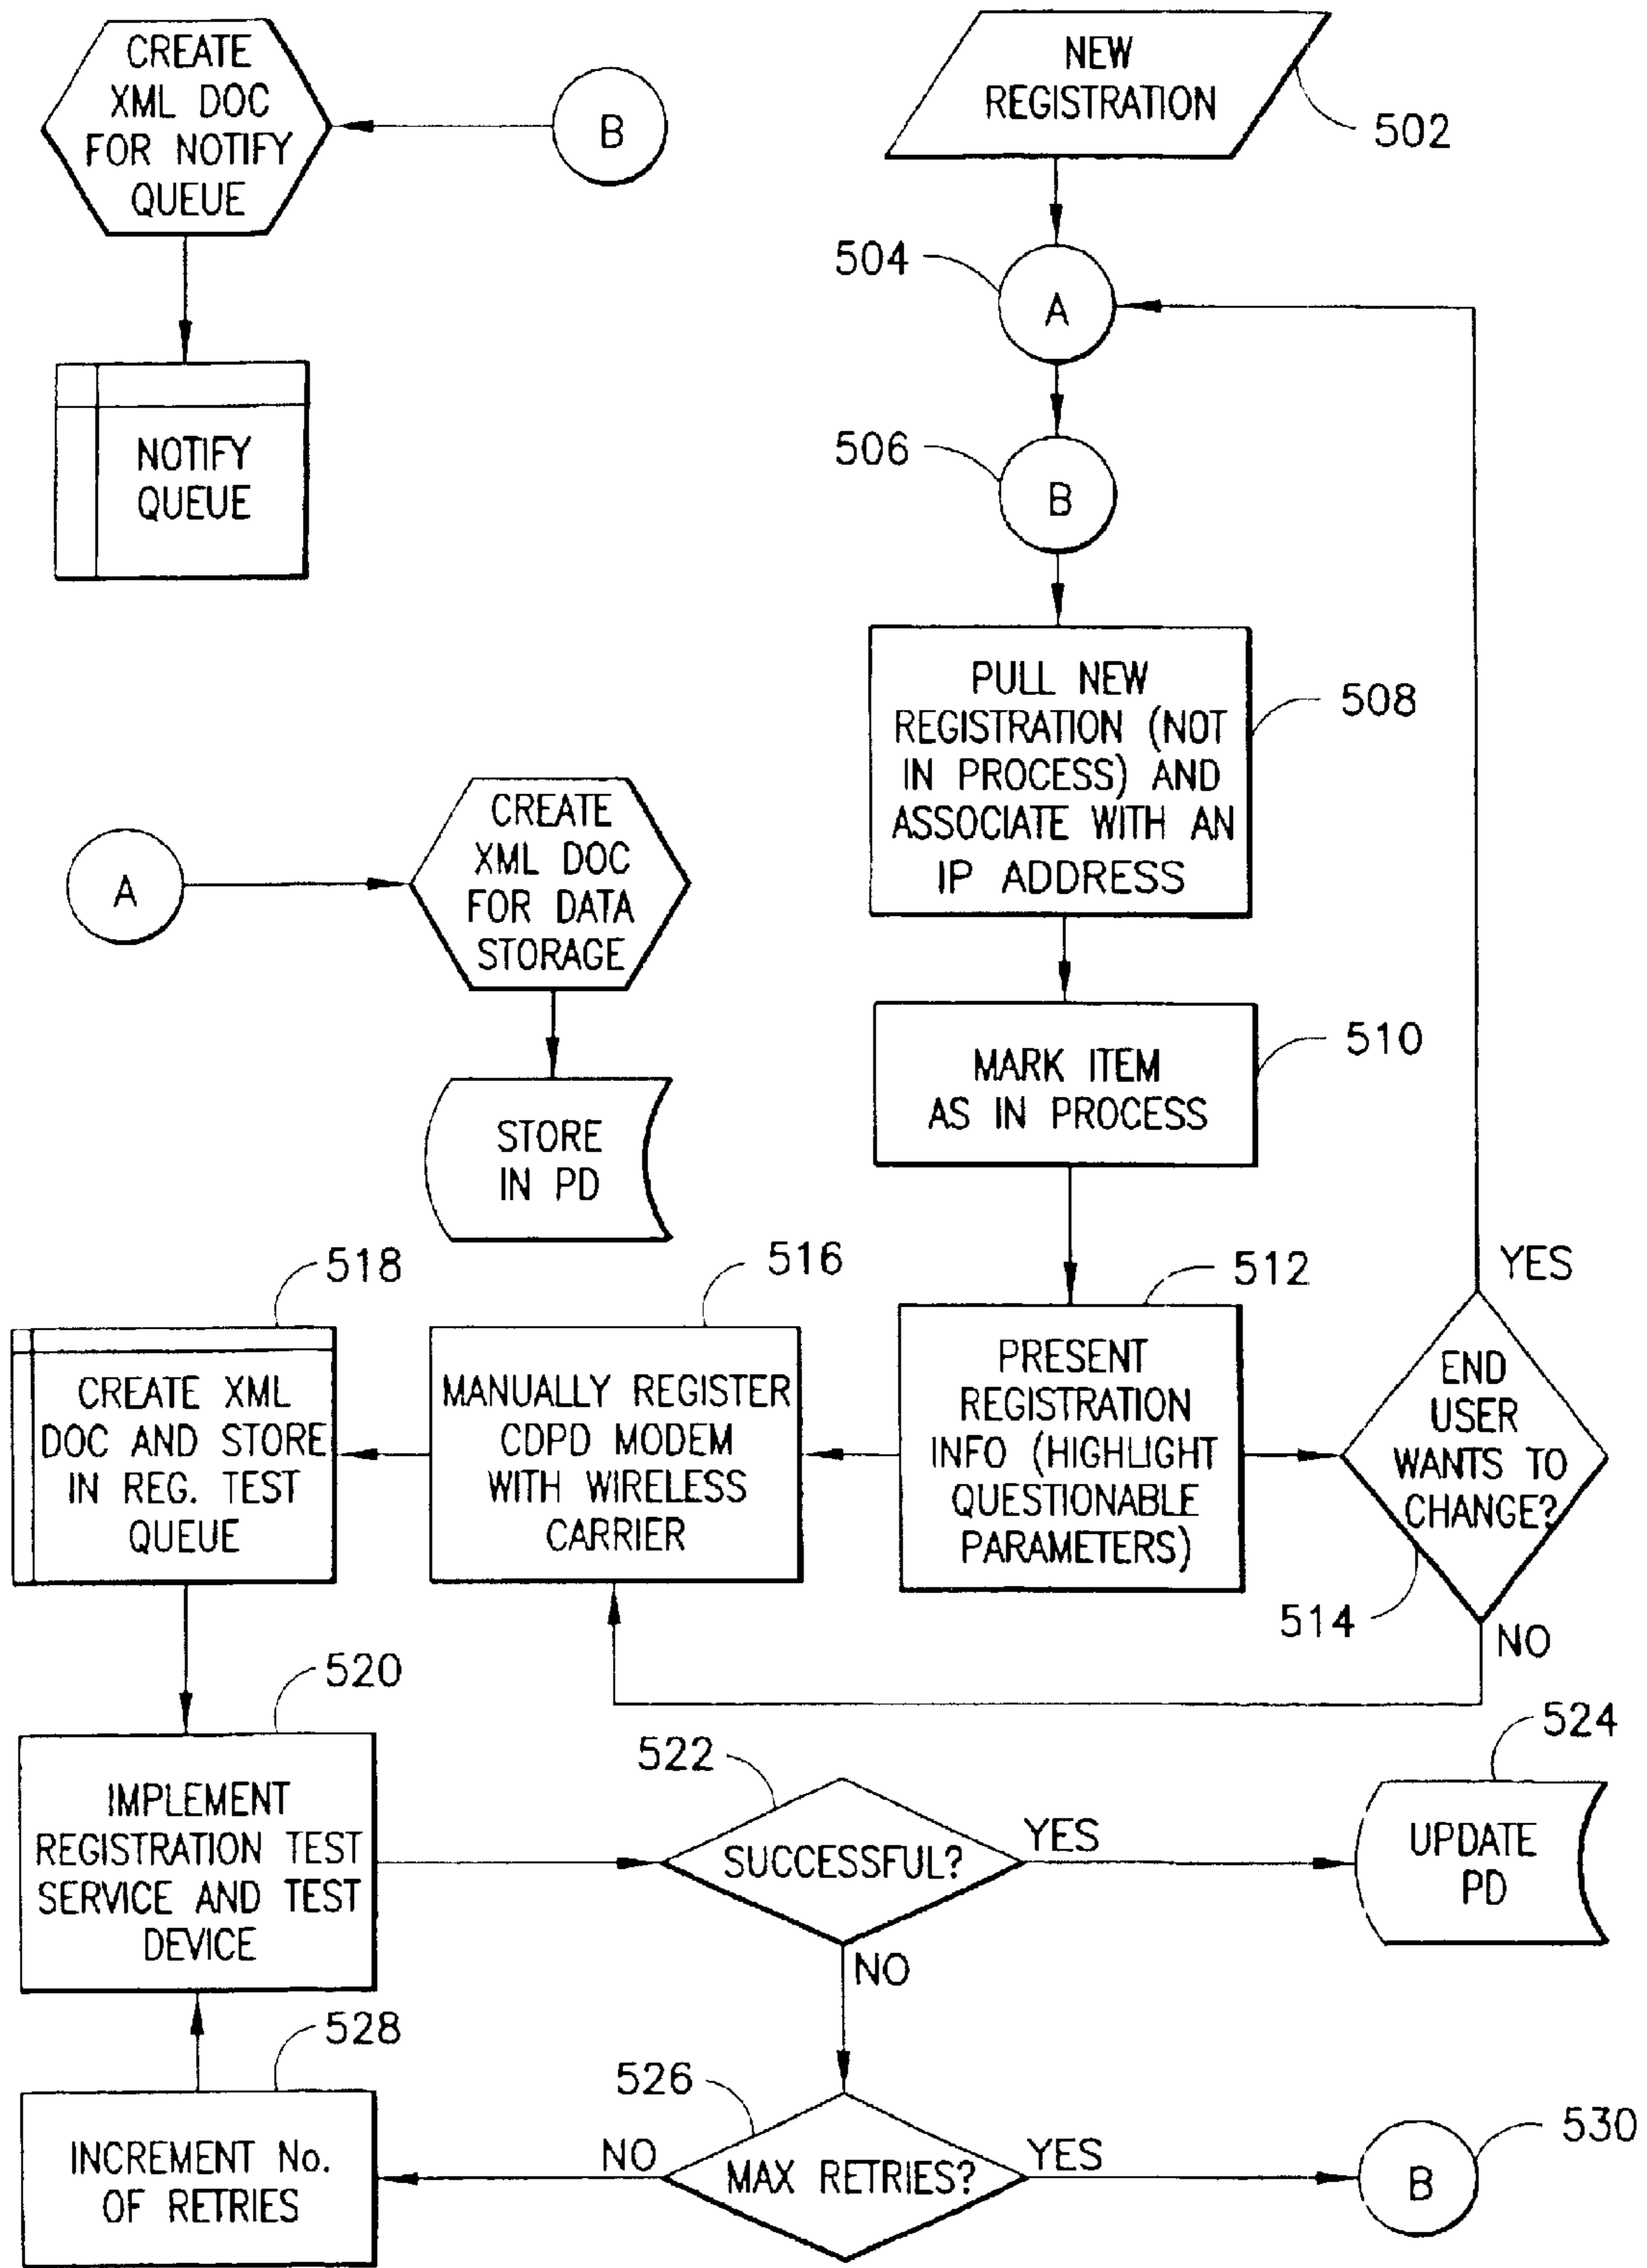 CREATE
XML DOC
FOR NOTIFY
QUEUE
B
NOTIFY
QUEUE
NEW
REGISTRATION
502
504
A
506
B
PULL NEW
REGISTRATION (NOT
IN PROCESS) AND
ASSOCIATE WITH AN
IP ADDRESS
508
A
CREATE
XML DOC
FOR DATA
STORAGE
STORE
IN PD
MARK ITEM
AS IN PROCESS
510
518
CREATE XML
DOC AND STORE
IN REG. TEST
QUEUE
516
MANUALLY REGISTER
CDPD MODEM
WITH WIRELESS
CARRIER
512
PRESENT
REGISTRATION
INFO (HIGHLIGHT
QUESTIONABLE
PARAMETERS)
YES
END
USER
WANTS TO
CHANGE?
514
NO
520
IMPLEMENT
REGISTRATION TEST
SERVICE AND TEST
DEVICE
522
SUCCESSFUL?
YES
524
UPDATE
PD
NO
528
INCREMENT No.
OF RETRIES
526
NO
MAX RETRIES?
YES
530
B